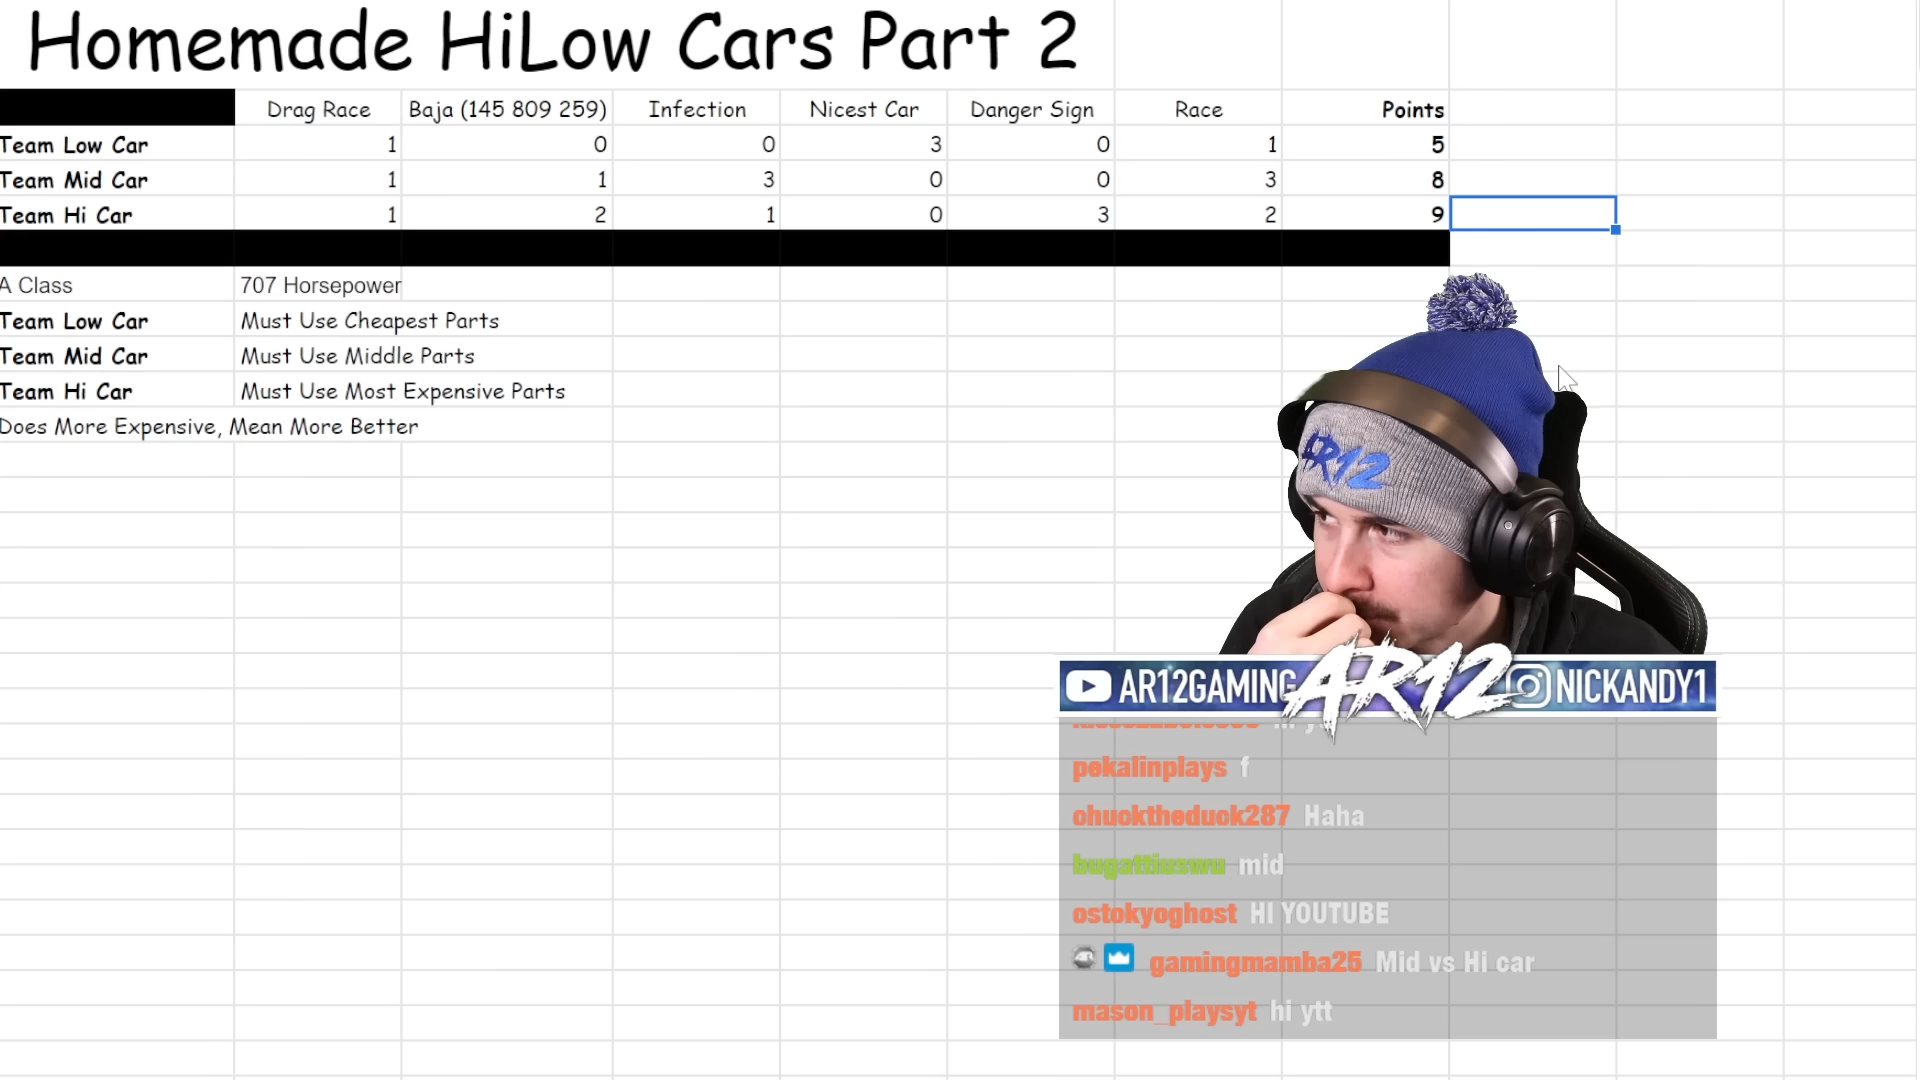 Homemade HiLow Cars Part 2
Drag Race Baja (145 809 259) Infection Nicest Car Danger Sign Race Points
Team Low Car 1 0 0 3 0 1 5
Team Mid Car 1 1 3 0 0 3 8
Team Hi Car 1 2 1 0 3 2 9
A Class 707 Horsepower
Team Low Car Must Use Cheapest Parts
Team Mid Car Must Use Middle Parts
Team Hi Car Must Use Most Expensive Parts
Does More Expensive, Mean More Better
AR12
AR12GAMING AR12 NICKANDY1
pekalinplays f
chucktheduck287 Haha
bugattiuswu mid
ostokyoghost HI YOUTUBE
gamingmamba25 Mid vs Hi car
mason_playsyt hi ytt